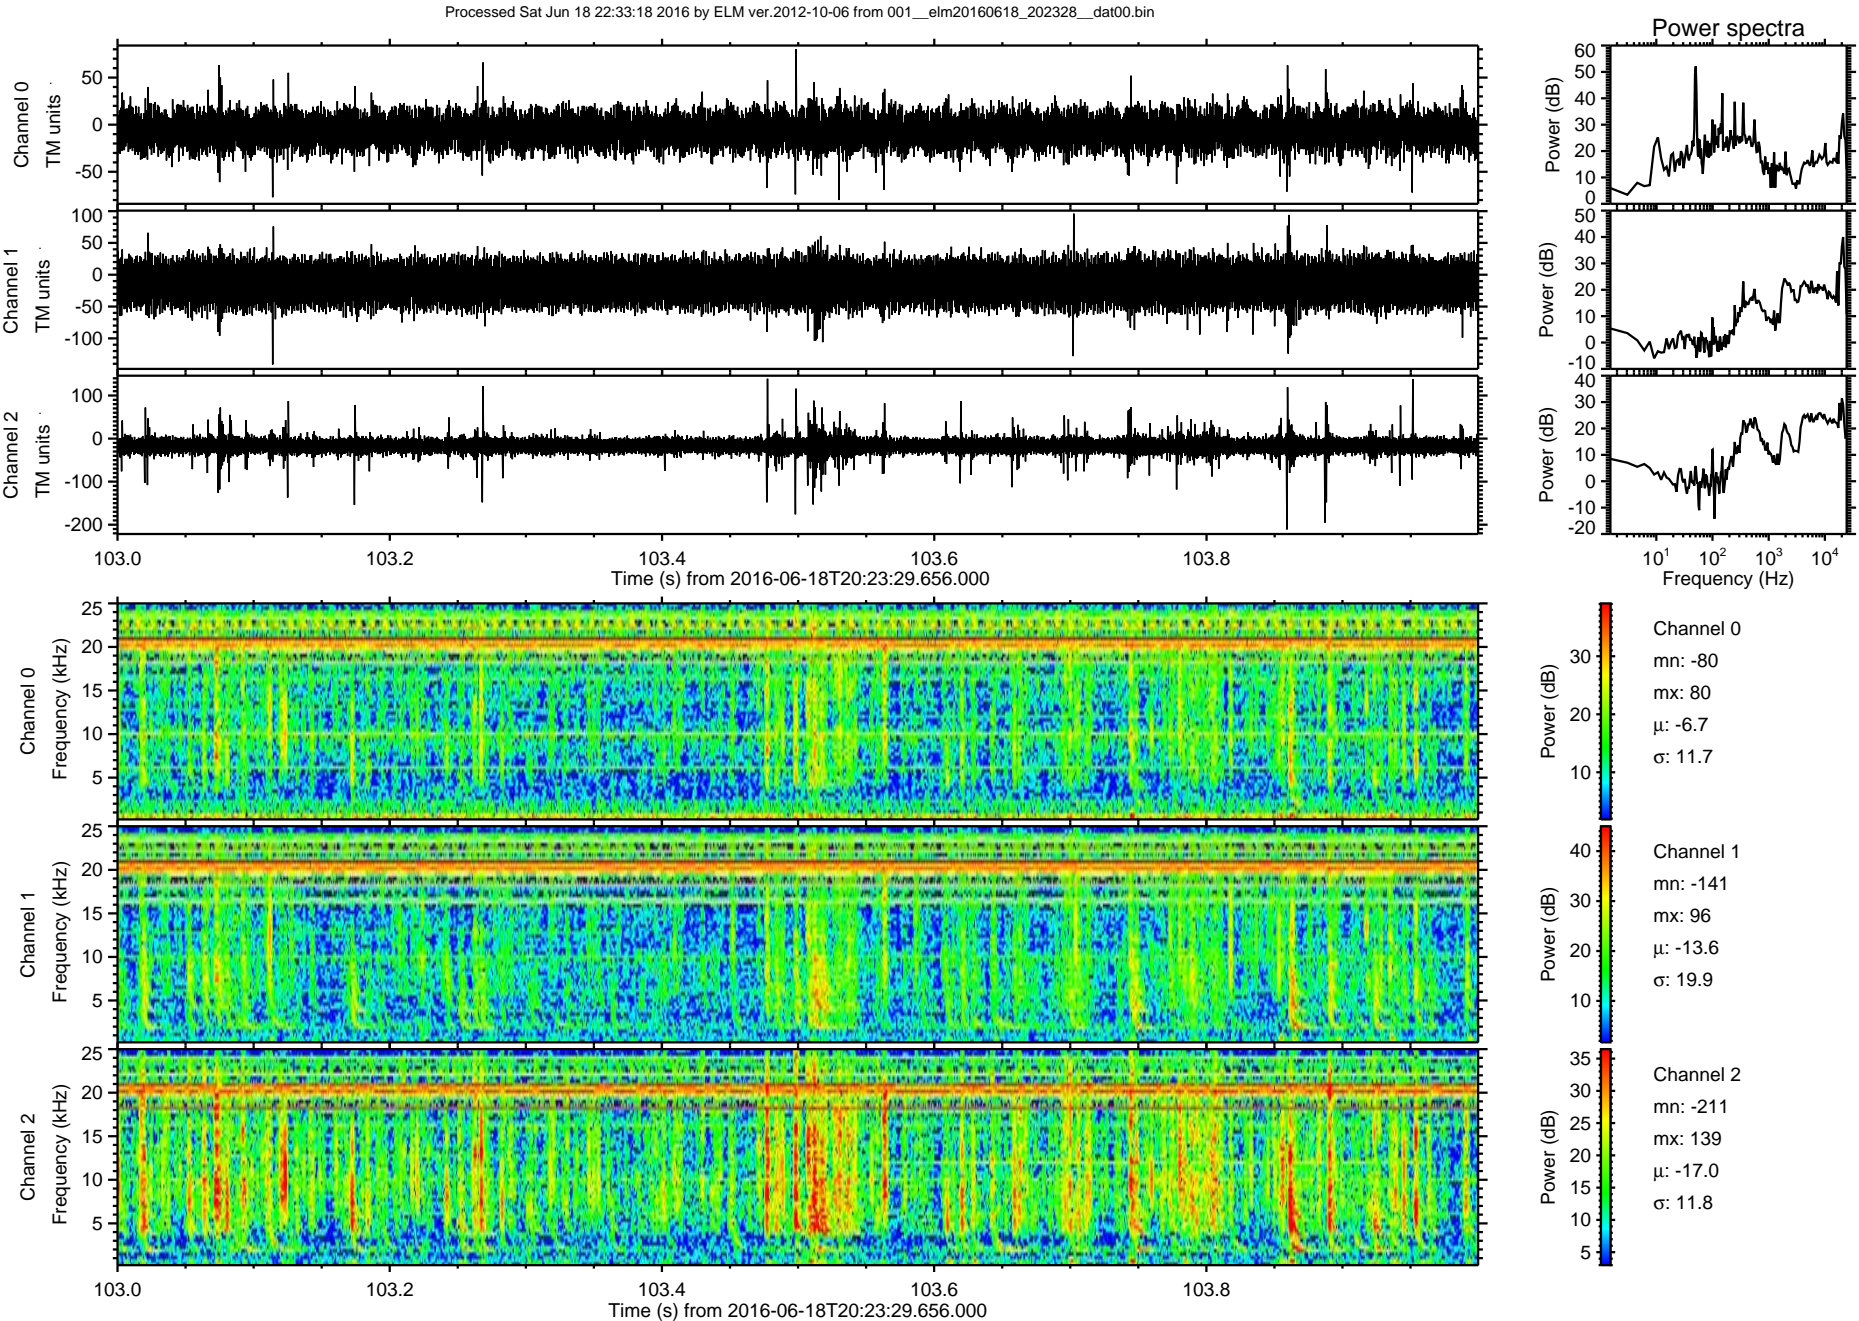 Processed Sat Jun 18 22:33:18 2016 by ELM ver.2012-10-06 from 001__elm20160618_202328__dat00.bin
Power spectra
Channel 0
TM units
50
0
-50
Power (dB)
60
50
40
30
20
10
0
Channel 1
TM units
100
50
0
-50
-100
Power (dB)
50
40
30
20
10
0
-10
Channel 2
TM units
100
0
-100
-200
Power (dB)
40
30
20
10
0
-10
-20
103.0 103.2 103.4 103.6 103.8
Time (s) from 2016-06-18T20:23:29.656.000
10¹ 10² 10³ 10⁴
Frequency (Hz)
Channel 0
Frequency (kHz)
25
20
15
10
5
Power (dB)
30
20
10
Channel 0
mn: -80
mx: 80
μ: -6.7
σ: 11.7
Channel 1
Frequency (kHz)
25
20
15
10
5
Power (dB)
40
30
20
10
Channel 1
mn: -141
mx: 96
μ: -13.6
σ: 19.9
Channel 2
Frequency (kHz)
25
20
15
10
5
Power (dB)
35
30
25
20
15
10
5
Channel 2
mn: -211
mx: 139
μ: -17.0
σ: 11.8
103.0 103.2 103.4 103.6 103.8
Time (s) from 2016-06-18T20:23:29.656.000